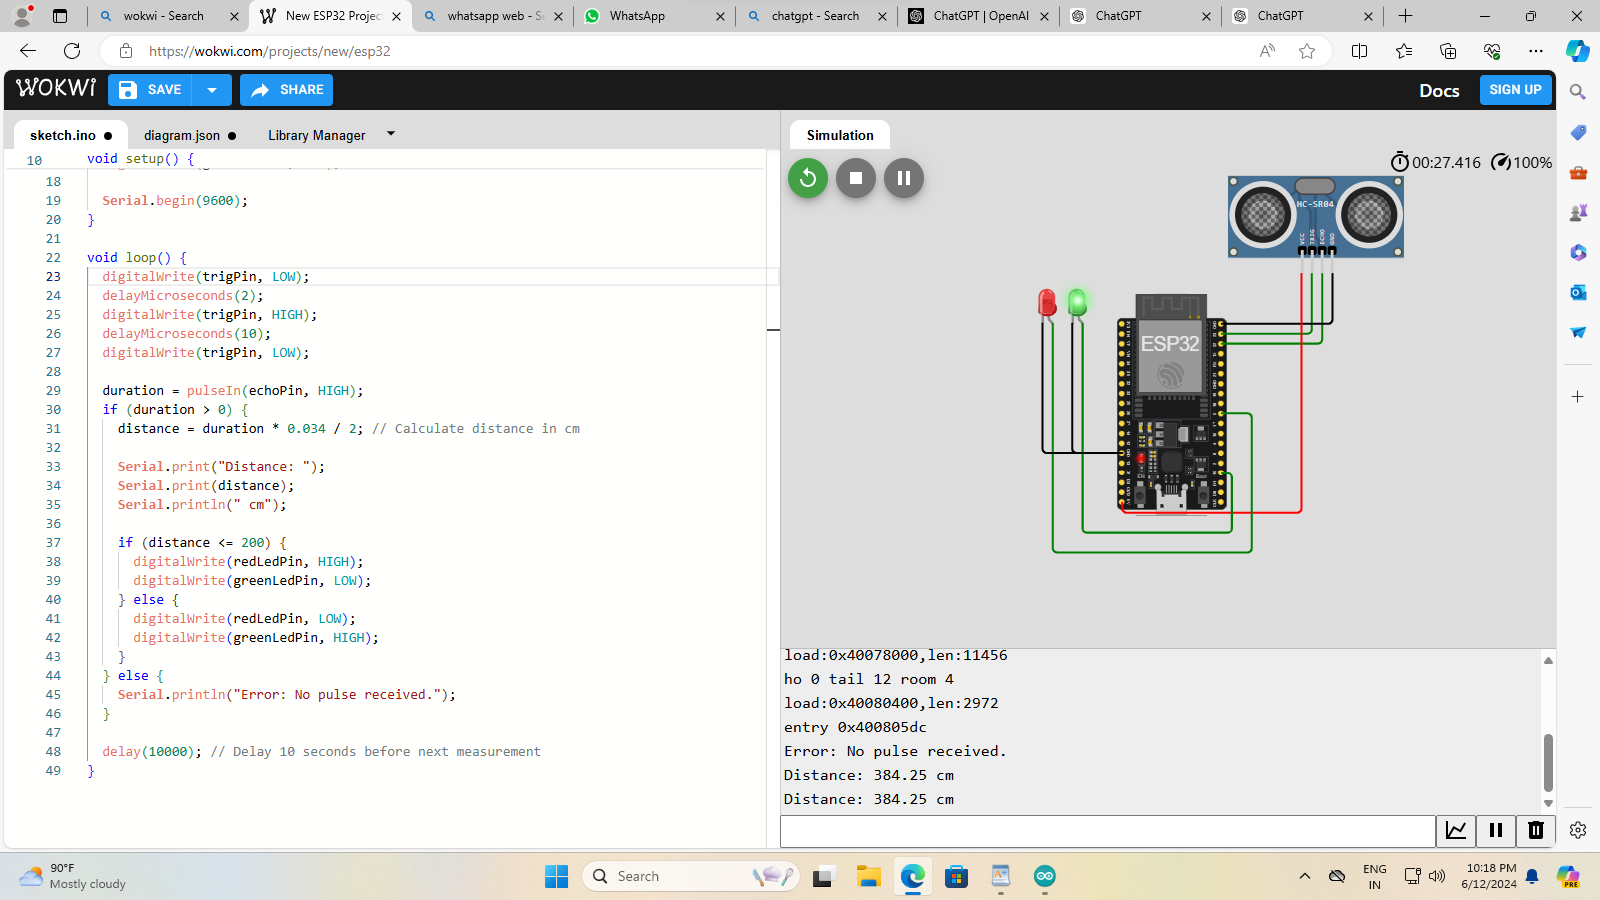 wokwi - Search
New ESP32 Projec
whatsapp web - Se
WhatsApp
chatgpt - Search
ChatGPT | OpenAI
ChatGPT
ChatGPT
https://wokwi.com/projects/new/esp32
WOKWI
SAVE
SHARE
Docs
SIGN UP
sketch.ino
diagram.json
Library Manager
Simulation
10 void setup() {
18
19 Serial.begin(9600);
20 }
21
22 void loop() {
23 digitalWrite(trigPin, LOW);
24 delayMicroseconds(2);
25 digitalWrite(trigPin, HIGH);
26 delayMicroseconds(10);
27 digitalWrite(trigPin, LOW);
28
29 duration = pulseIn(echoPin, HIGH);
30 if (duration > 0) {
31 distance = duration * 0.034 / 2; // Calculate distance in cm
32
33 Serial.print("Distance: ");
34 Serial.print(distance);
35 Serial.println(" cm");
36
37 if (distance <= 200) {
38 digitalWrite(redLedPin, HIGH);
39 digitalWrite(greenLedPin, LOW);
40 } else {
41 digitalWrite(redLedPin, LOW);
42 digitalWrite(greenLedPin, HIGH);
43 }
44 } else {
45 Serial.println("Error: No pulse received.");
46 }
47
48 delay(10000); // Delay 10 seconds before next measurement
49 }
00:27.416
100%
HC-SR04
VCC
TRIG
ECHO
GND
ESP32
EN
Boot
load:0x40078000,len:11456
ho 0 tail 12 room 4
load:0x40080400,len:2972
entry 0x400805dc
Error: No pulse received.
Distance: 384.25 cm
Distance: 384.25 cm
90°F
Mostly cloudy
Search
ENG
IN
10:18 PM
6/12/2024
PRE